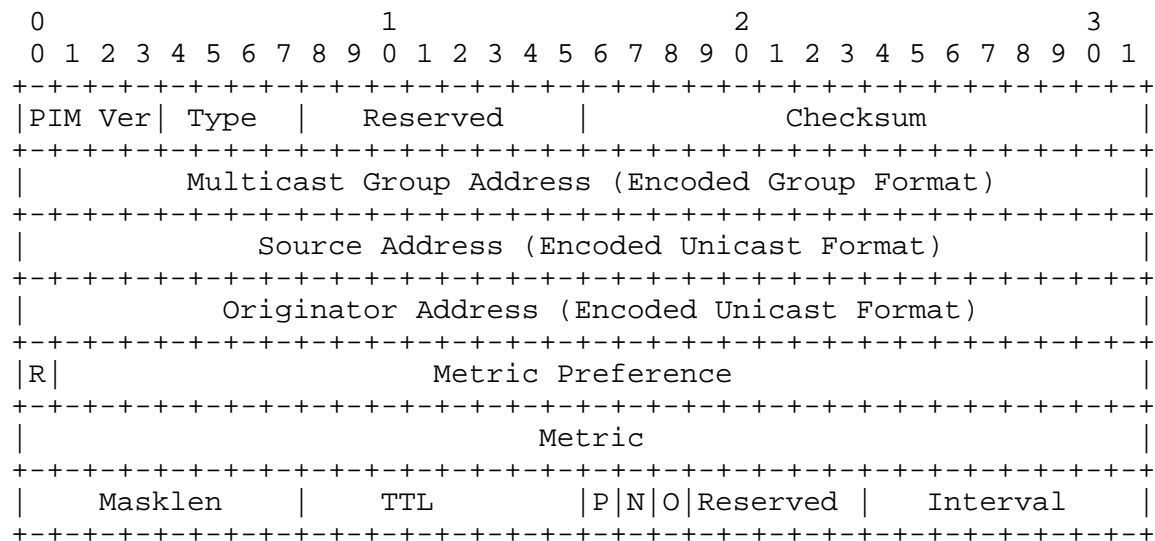 0                   1                   2                   3
 0 1 2 3 4 5 6 7 8 9 0 1 2 3 4 5 6 7 8 9 0 1 2 3 4 5 6 7 8 9 0 1
+-+-+-+-+-+-+-+-+-+-+-+-+-+-+-+-+-+-+-+-+-+-+-+-+-+-+-+-+-+-+-+-+
|PIM Ver| Type  |   Reserved    |           Checksum            |
+-+-+-+-+-+-+-+-+-+-+-+-+-+-+-+-+-+-+-+-+-+-+-+-+-+-+-+-+-+-+-+-+
|         Multicast Group Address (Encoded Group Format)        |
+-+-+-+-+-+-+-+-+-+-+-+-+-+-+-+-+-+-+-+-+-+-+-+-+-+-+-+-+-+-+-+-+
|             Source Address (Encoded Unicast Format)           |
+-+-+-+-+-+-+-+-+-+-+-+-+-+-+-+-+-+-+-+-+-+-+-+-+-+-+-+-+-+-+-+-+
|           Originator Address (Encoded Unicast Format)         |
+-+-+-+-+-+-+-+-+-+-+-+-+-+-+-+-+-+-+-+-+-+-+-+-+-+-+-+-+-+-+-+-+
|R|                     Metric Preference                       |
+-+-+-+-+-+-+-+-+-+-+-+-+-+-+-+-+-+-+-+-+-+-+-+-+-+-+-+-+-+-+-+-+
|                             Metric                            |
+-+-+-+-+-+-+-+-+-+-+-+-+-+-+-+-+-+-+-+-+-+-+-+-+-+-+-+-+-+-+-+-+
|    Masklen    |    TTL        |P|N|O|Reserved |   Interval    |
+-+-+-+-+-+-+-+-+-+-+-+-+-+-+-+-+-+-+-+-+-+-+-+-+-+-+-+-+-+-+-+-+